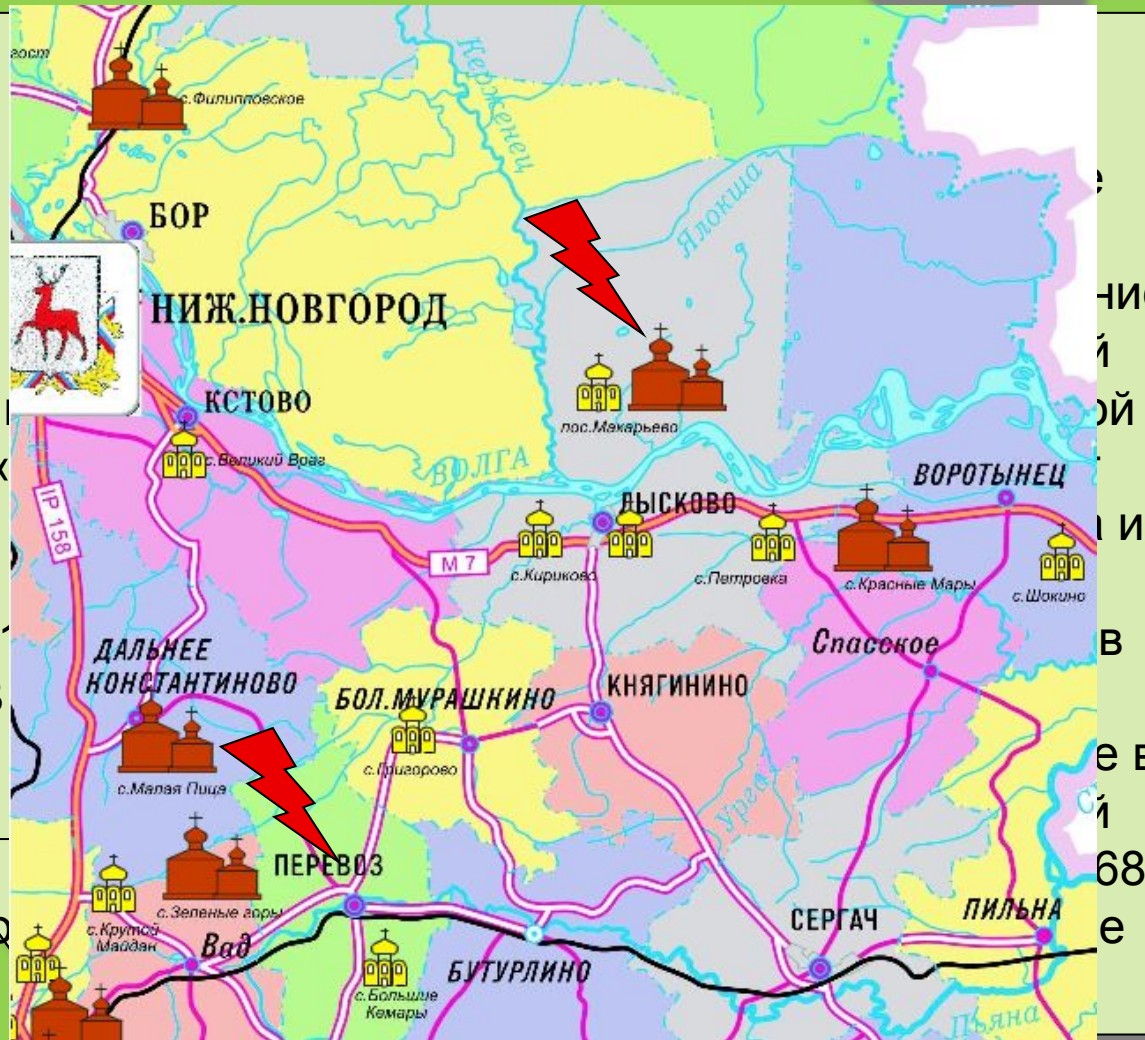 с.Филипповское
Керженец
БОР
Ялокша
НИЖ.НОВГОРОД
КСТОВО
пос.Макарьево
с.Великий Враг
ВОЛГА
ВОРОТЫНЕЦ
ЛЫСКОВО
IP 158
М 7
с.Кириково
с.Петровка
с.Красные Мары
с.Шокино
ДАЛЬНЕЕ
КОНСТАНТИНОВО
Спасское
БОЛ.МУРАШКИНО
КНЯГИНИНО
с.Григорово
с.Малая Пица
Урга
ПЕРЕВОЗ
с.Зеленые горы
с.Крутой
Майдан
Вад
СЕРГАЧ
ПИЛЬНА
БУТУРЛИНО
с.Большие
Кемары
Пьяна
а и
в
е в
68
е